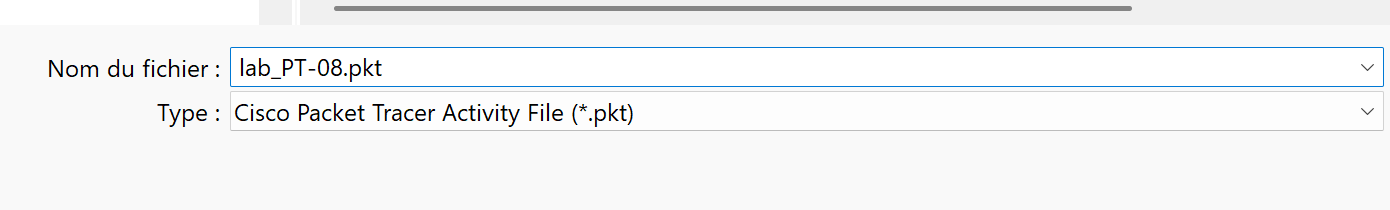 Nom du fichier : lab_PT-08.pkt
Type : Cisco Packet Tracer Activity File (*.pkt)